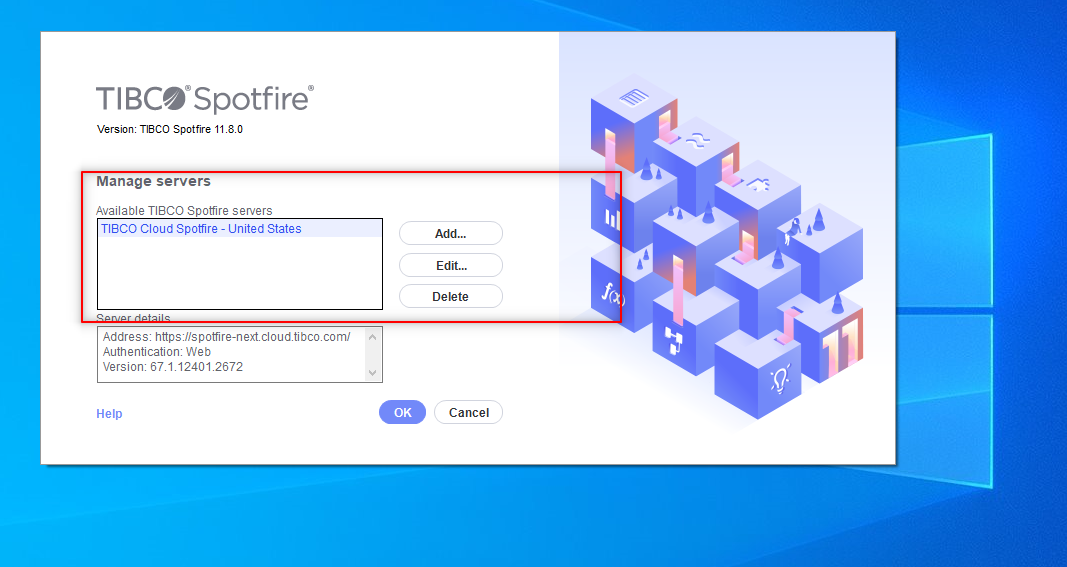 TIBCO® Spotfire®
Version: TIBCO Spotfire 11.8.0
Manage servers
Available TIBCO Spotfire servers
TIBCO Cloud Spotfire - United States
Add...
Edit...
Delete
Server details
Address: https://spotfire-next.cloud.tibco.com/
Authentication: Web
Version: 67.1.12401.2672
Help
OK
Cancel
f(x)